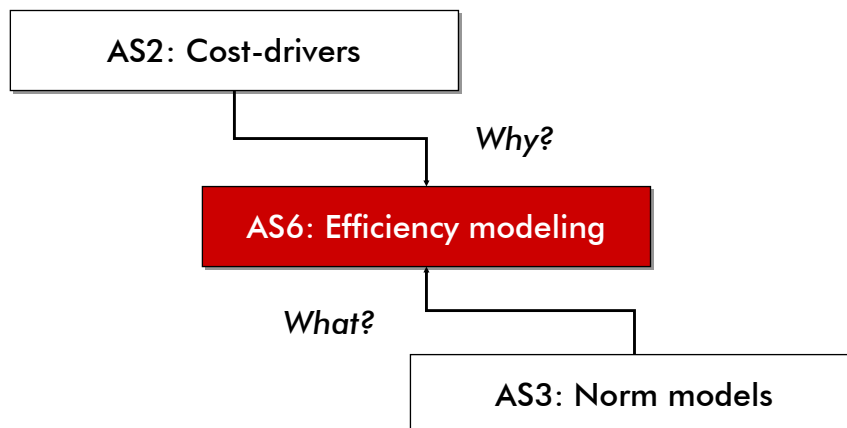 AS2: Cost-drivers
Why?
AS6: Efficiency modeling
What?
AS3: Norm models